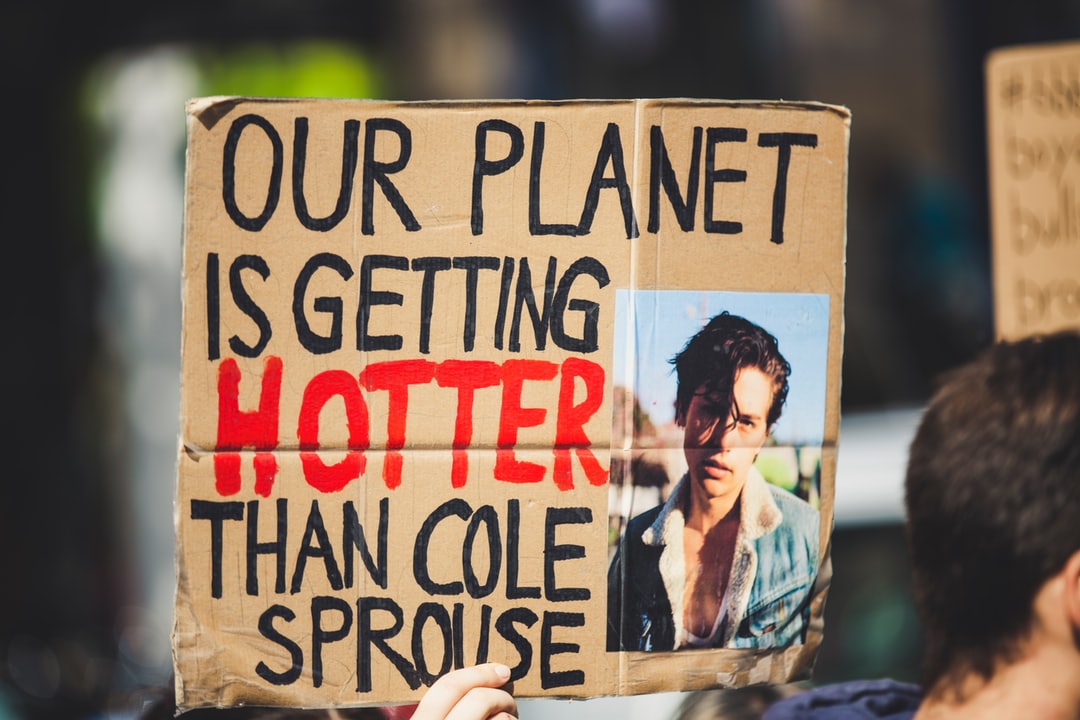 OUR PLANET
IS GETTING
HOTTER
THAN COLE
SPROUSE